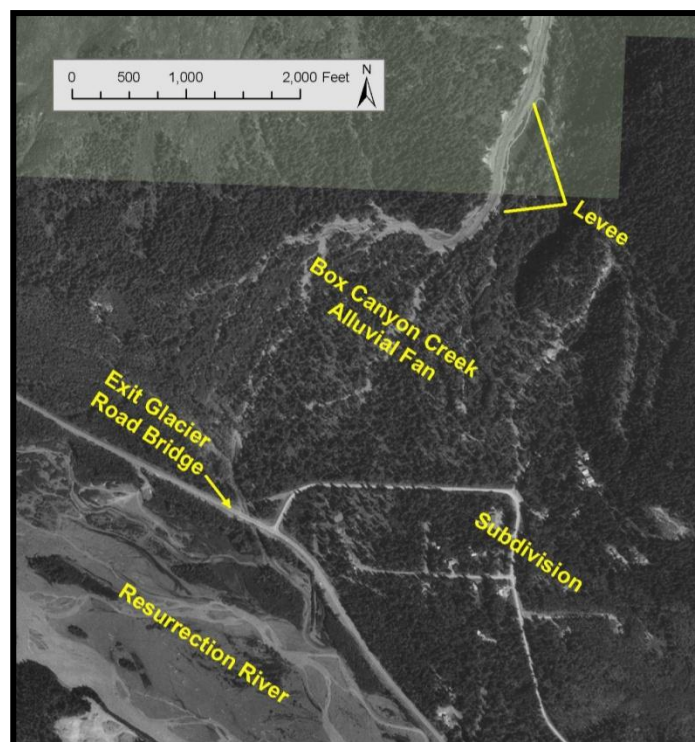 0 500 1,000 2,000 Feet
N
Levee
Box Canyon Creek
Alluvial Fan
Exit Glacier
Road Bridge
Subdivision
Resurrection River